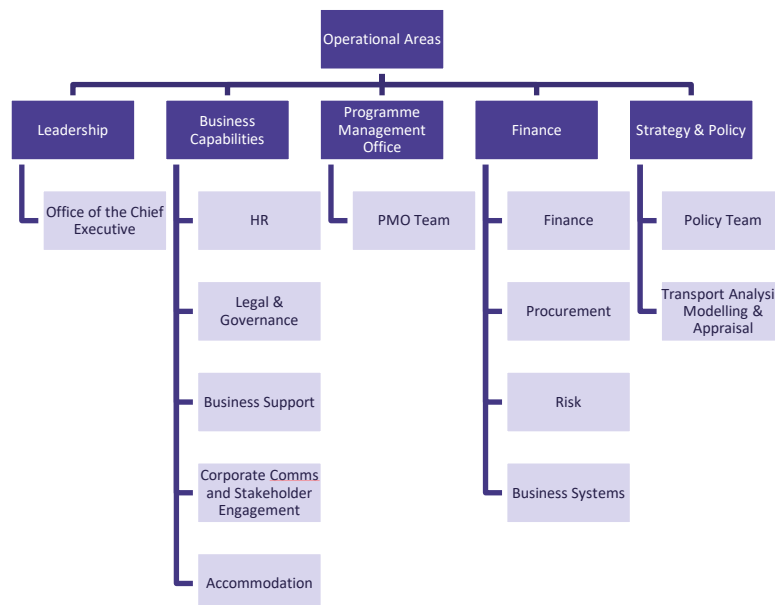 Operational Areas
Leadership
Business
Capabilities
Programme
Management
Office
Finance
Strategy & Policy
Office of the Chief
Executive
HR
Legal &
Governance
Business Support
Corporate Comms
and Stakeholder
Engagement
Accommodation
PMO Team
Finance
Procurement
Risk
Business Systems
Policy Team
Transport Analysi
Modelling &
Appraisal